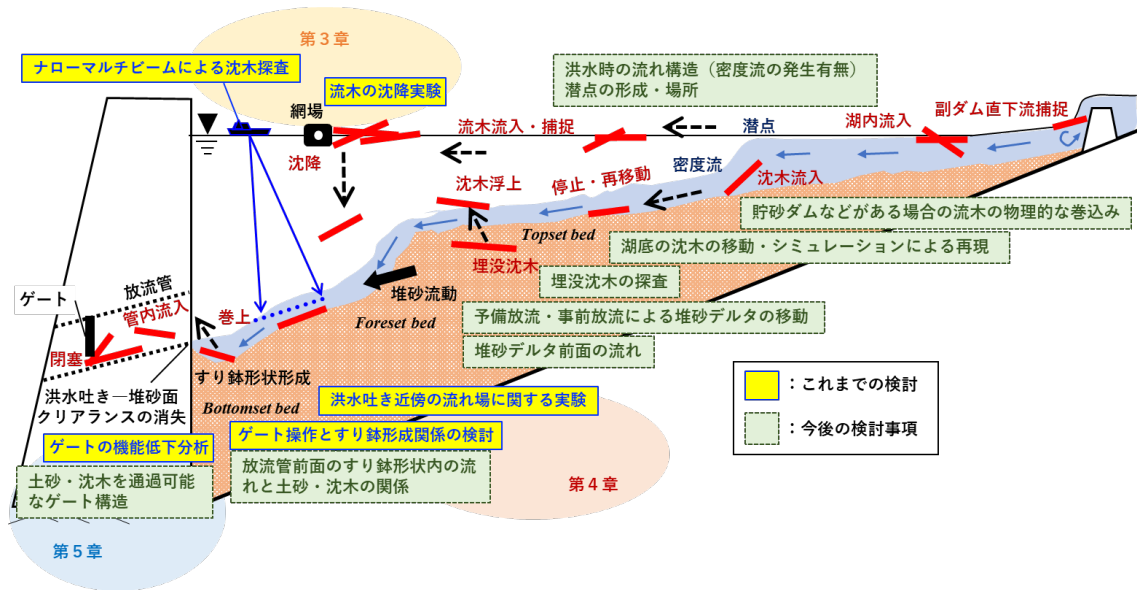 第３章
ナローマルチビームによる沈木探査
流木の沈降実験
洪水時の流れ構造（密度流の発生有無）
潜点の形成・場所
副ダム直下流捕捉
網場
流木流入・捕捉
潜点
湖内流入
沈降
沈木浮上
停止・再移動
密度流
沈木流入
貯砂ダムなどがある場合の流木の物理的な巻込み
Topset bed
湖底の沈木の移動・シミュレーションによる再現
埋没沈木
埋没沈木の探査
放流管
ゲート
管内流入
巻上
堆砂流動
Foreset bed
予備放流・事前放流による堆砂デルタの移動
堆砂デルタ前面の流れ
閉塞
すり鉢形状形成
洪水吐き―堆砂面
クリアランスの消失
Bottomset bed
洪水吐き近傍の流れ場に関する実験
：これまでの検討
：今後の検討事項
ゲートの機能低下分析
ゲート操作とすり鉢形成関係の検討
土砂・沈木を通過可能
なゲート構造
放流管前面のすり鉢形状内の流
れと土砂・沈木の関係
第４章
第５章